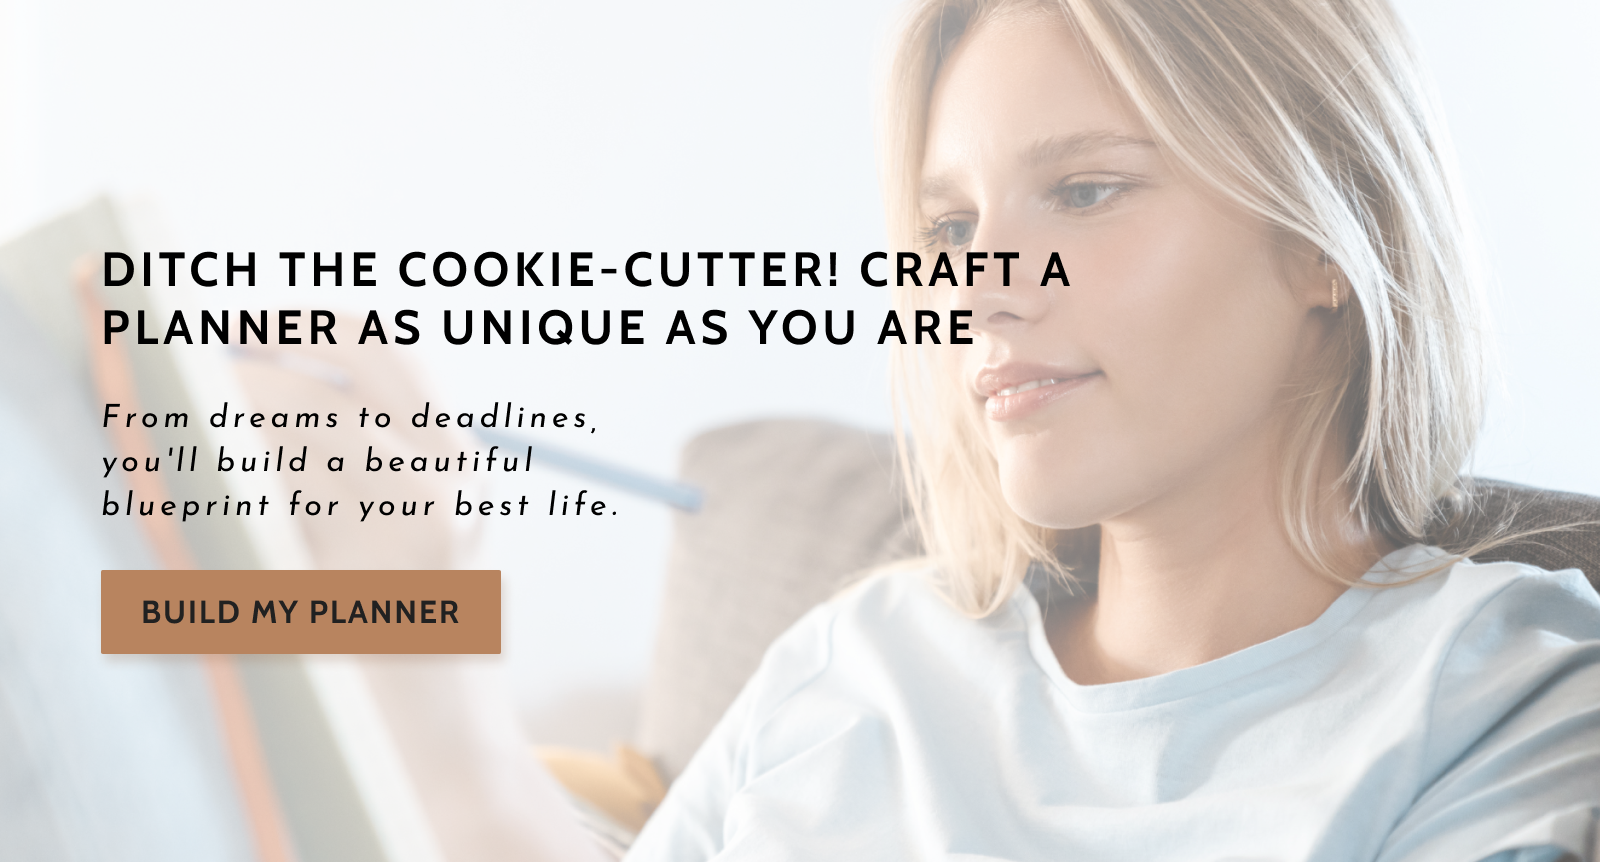 DITCH THE COOKIE-CUTTER! CRAFT A
PLANNER AS UNIQUE AS YOU ARE
From dreams to deadlines,
you'll build a beautiful
blueprint for your best life.
BUILD MY PLANNER